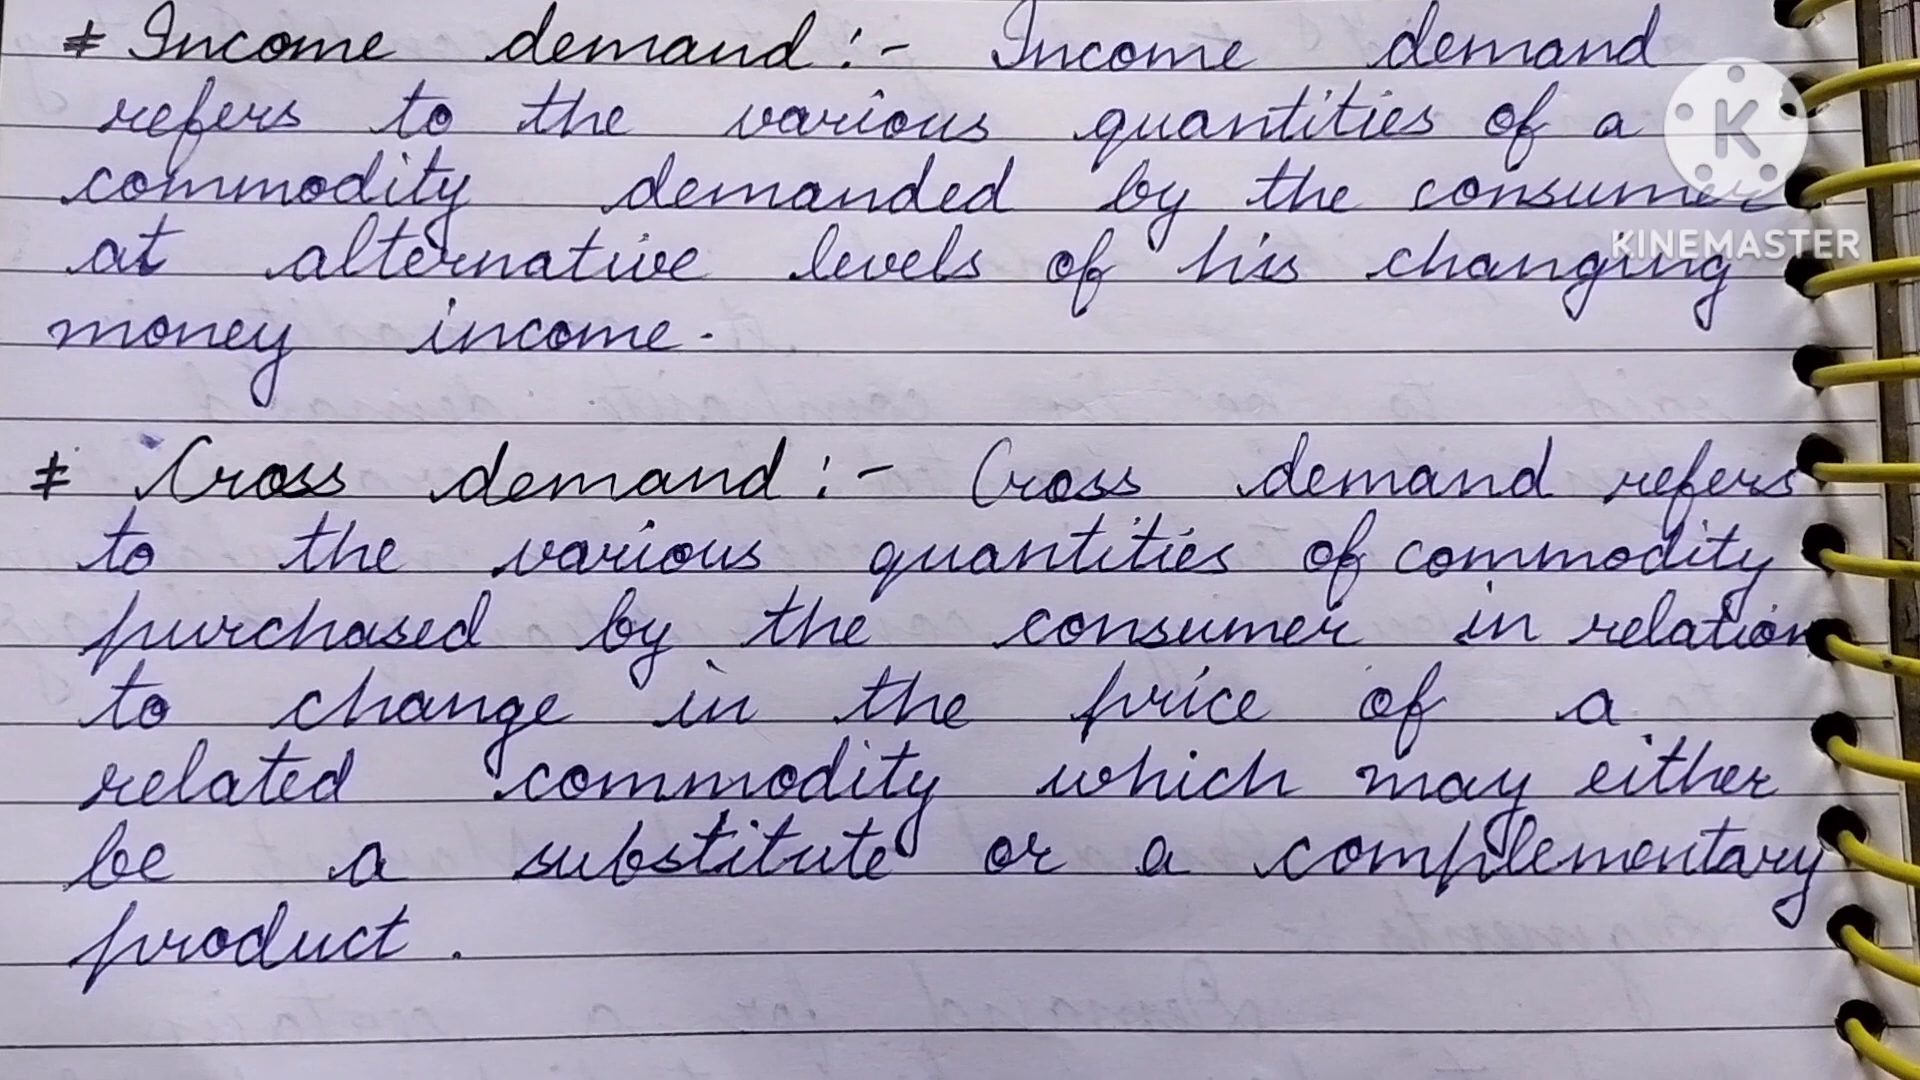 # Income demand :- Income demand
refers to the various quantities of a
commodity demanded by the consumer
at alternative levels of his changing
money income.
# Cross demand :- Cross demand refers
to the various quantities of commodity
purchased by the consumer in relation
to change in the price of a
related commodity which may either
be a substitute or a complementary
product.
K
KINEMASTER